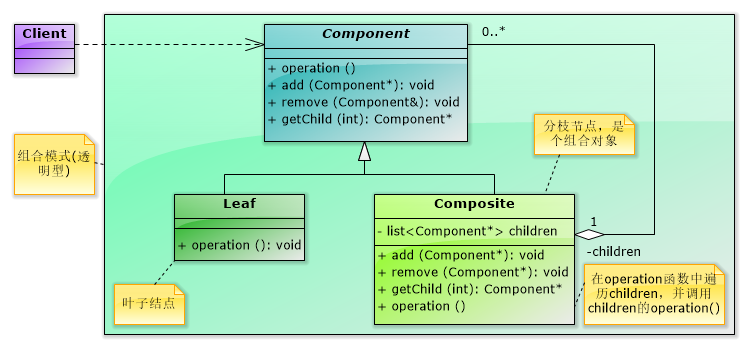 Client
Component
0..*
+ operation ()
+ add (Component*): void
+ remove (Component&): void
+ getChild (int): Component*
分枝节点，是
个组合对象
组合模式(透
明型)
Leaf
+ operation (): void
Composite
- list<Component*> children
+ add (Component*): void
+ remove (Component*): void
+ getChild (int): Component*
+ operation ()
1
-children
叶子结点
在operation函数中遍
历children，并调用
children的operation()